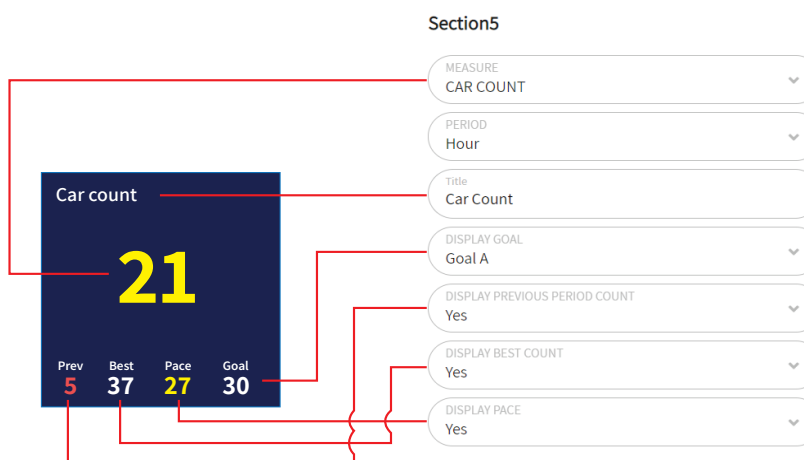 Section5
MEASURE
CAR COUNT
PERIOD
Hour
Title
Car Count
DISPLAY GOAL
Goal A
DISPLAY PREVIOUS PERIOD COUNT
Yes
DISPLAY BEST COUNT
Yes
DISPLAY PACE
Yes
Car count
21
Prev Best Pace Goal
5 37 27 30